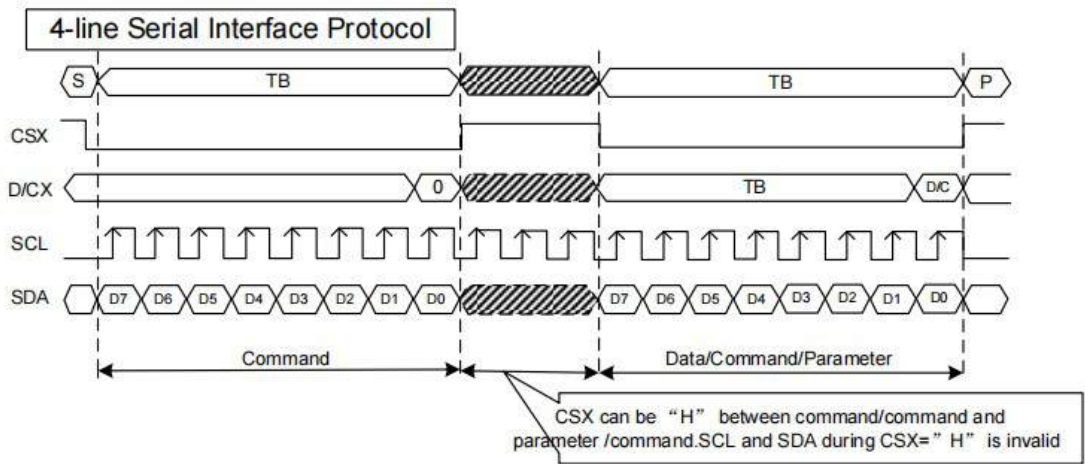 4-line Serial Interface Protocol
S TB TB P
CSX
D/CX 0 TB D/C
SCL
SDA D7 D6 D5 D4 D3 D2 D1 D0 D7 D6 D5 D4 D3 D2 D1 D0
Command Data/Command/Parameter
CSX can be “H” between command/command and
parameter /command.SCL and SDA during CSX=”H” is invalid